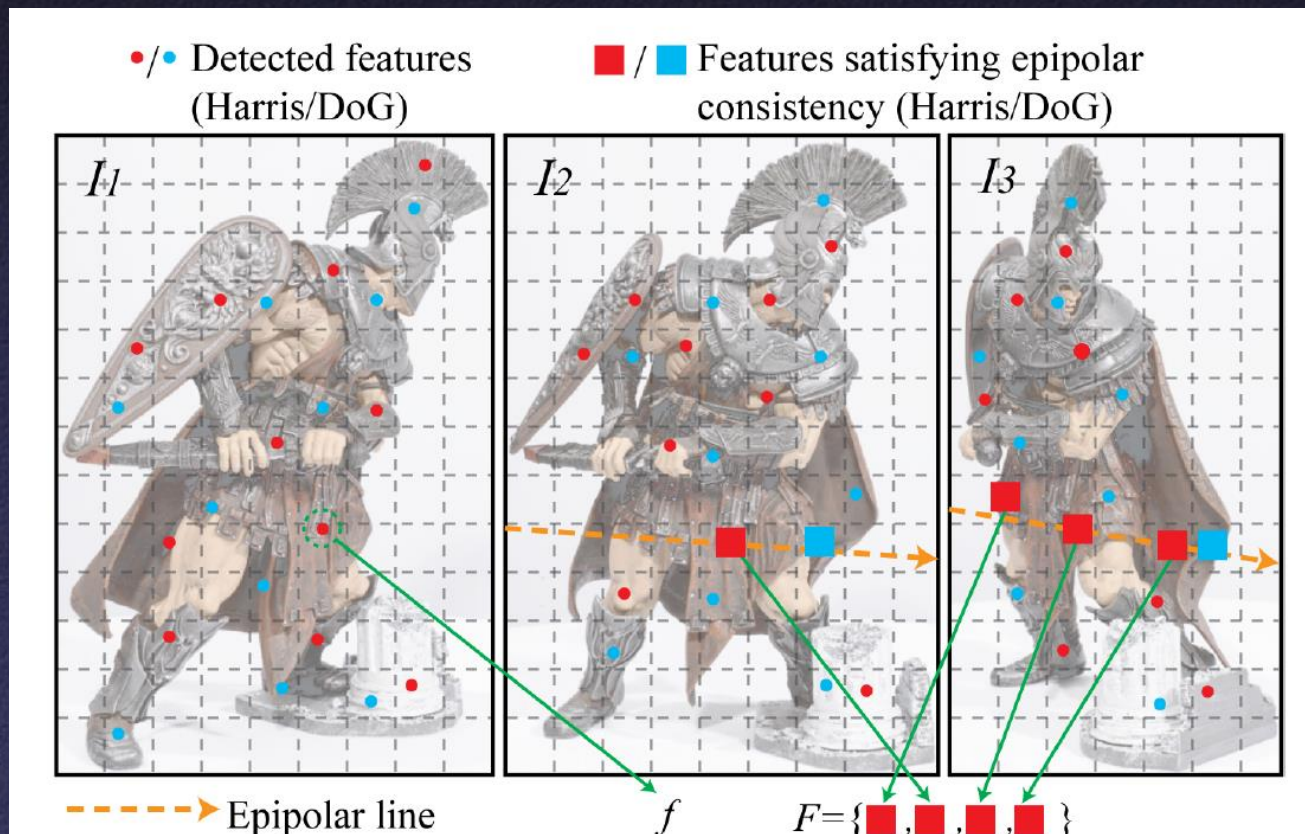 / Detected features
(Harris/DoG)
/ Features satisfying epipolar
consistency (Harris/DoG)
I1
I2
I3
Epipolar line
f
F={ , , , }